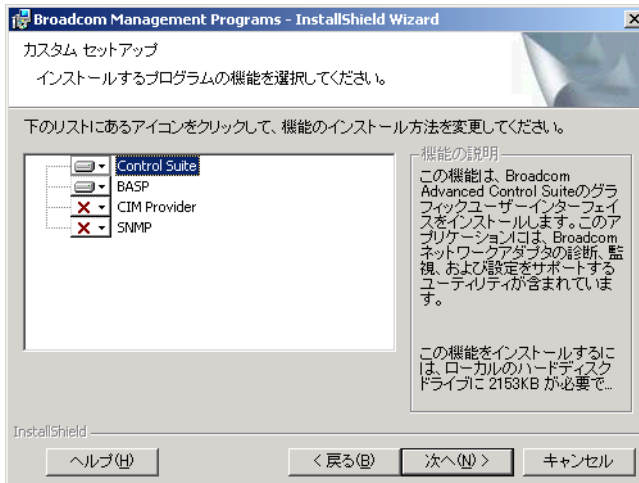 Broadcom Management Programs - InstallShield Wizard
カスタム セットアップ
インストールするプログラムの機能を選択してください。
下のリストにあるアイコンをクリックして、機能のインストール方法を変更してください。
Control Suite
BASP
CIM Provider
SNMP
機能の説明
この機能は、Broadcom
Advanced Control Suiteのグラ
フィックユーザーインターフェイ
スをインストールします。このア
プリケーションには、Broadcom
ネットワークアダプタの診断、監
視、および設定をサポートする
ユーティリティが含まれていま
す。
この機能をインストールするに
は、ローカルのハードディスク
ドライブに 2153KB が必要で...
InstallShield
ヘルプ(H)
< 戻る(B)
次へ(N) >
キャンセル